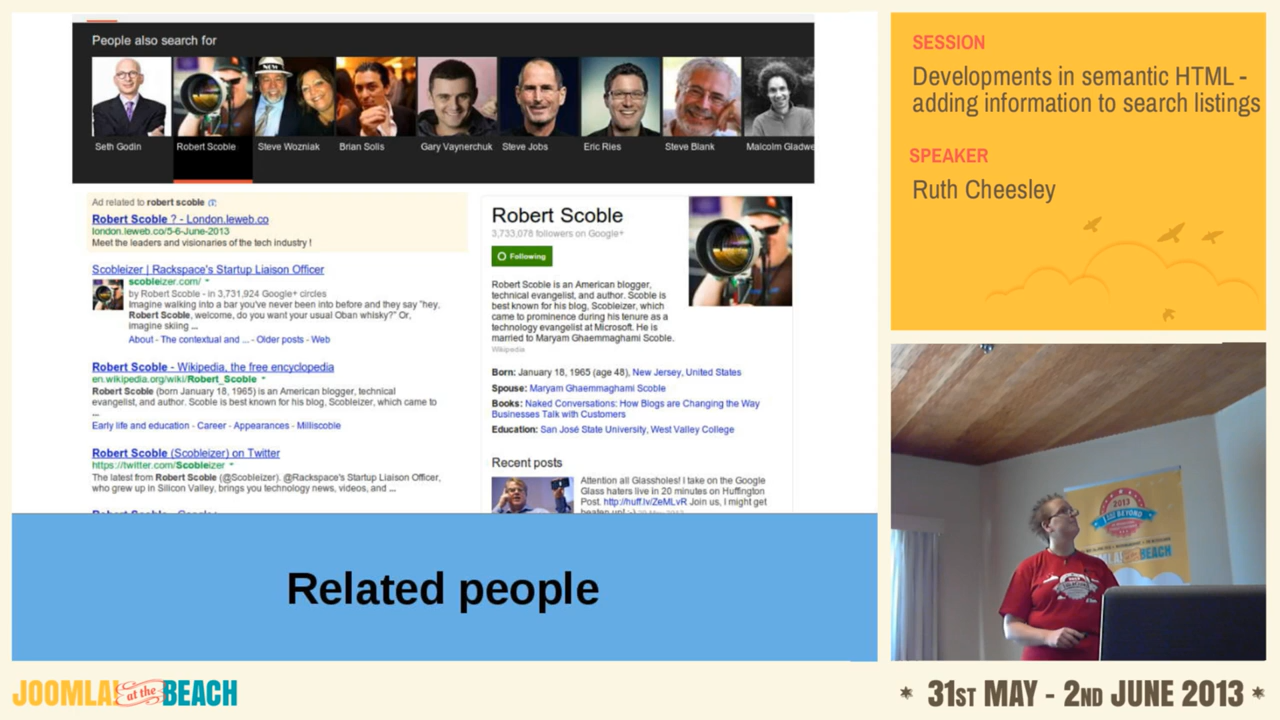 People also search for
Seth Godin
Robert Scoble
Steve Wozniak
Brian Solis
Gary Vaynerchuk
Steve Jobs
Eric Ries
Steve Blank
Malcolm Gladwe
Ad related to robert scoble
Robert Scoble ? - London.leweb.co
london.leweb.co/5-6-June-2013
Meet the leaders and visionaries of the tech industry !
Scobleizer | Rackspace's Startup Liaison Officer
scobleizer.com/
by Robert Scoble - in 3,731,924 Google+ circles
Imagine walking into a bar you've never been into before and they say "hey,
Robert Scoble, welcome, do you want your usual Oban whisky?" Or,
imagine skiing ...
About - The contextual and ... - Older posts - Web
Robert Scoble - Wikipedia, the free encyclopedia
en.wikipedia.org/wiki/Robert_Scoble
Robert Scoble (born January 18, 1965) is an American blogger, technical
evangelist, and author. Scoble is best known for his blog, Scobleizer, which came to
...
Early life and education - Career - Appearances - Milliscoble
Robert Scoble (Scobleizer) on Twitter
https://twitter.com/Scobleizer
The latest from Robert Scoble (@Scobleizer). @Rackspace's Startup Liaison Officer,
who grew up in Silicon Valley, brings you technology news, videos, and ...
Robert Scoble
3,733,078 followers on Google+
Following
Robert Scoble is an American blogger,
technical evangelist, and author. Scoble is
best known for his blog, Scobleizer, which
came to prominence during his tenure as a
technology evangelist at Microsoft. He is
married to Maryam Ghaemmaghami Scoble.
Wikipedia
Born: January 18, 1965 (age 48), New Jersey, United States
Spouse: Maryam Ghaemmaghami Scoble
Books: Naked Conversations: How Blogs are Changing the Way
Businesses Talk with Customers
Education: San José State University, West Valley College
Recent posts
Attention all Glassholes! I take on the Google
Glass haters live in 20 minutes on Huffington
Post. http://huff.lv/ZeMLvR Join us, I might get
Related people
SESSION
Developments in semantic HTML -
adding information to search listings
SPEAKER
Ruth Cheesley
2013
BEYOND
BEACH
JOOMLA! at the BEACH
* 31ST MAY - 2ND JUNE 2013 *